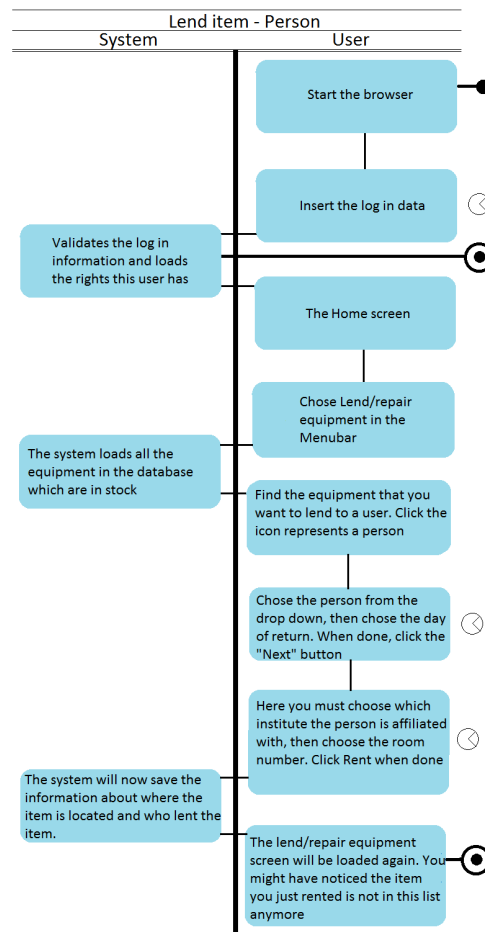 Lend item - Person
System
User
Start the browser
Insert the log in data
Validates the log in
information and loads
the rights this user has
The Home screen
Chose Lend/repair
equipment in the
Menubar
The system loads all the
equipment in the database
which are in stock
Find the equipment that you
want to lend to a user. Click the
icon represents a person
Chose the person from the
drop down, then chose the day
of return. When done, click the
"Next" button
Here you must choose which
institute the person is affiliated
with, then choose the room
number. Click Rent when done
The system will now save the
information about where the
item is located and who lent the
item.
The lend/repair equipment
screen will be loaded again. You
might have noticed the item
you just rented is not in this list
anymore